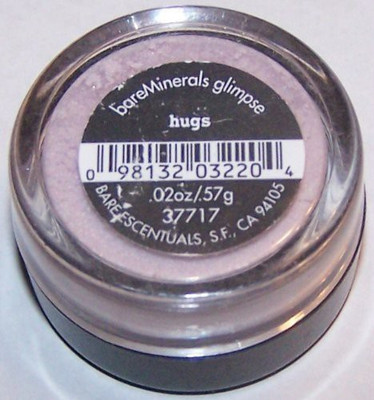 bareMinerals glimpse
hugs
0 98132 03220 4
.02oz/.57g
37717
BARE ESCENTUALS, S.F., CA 94105